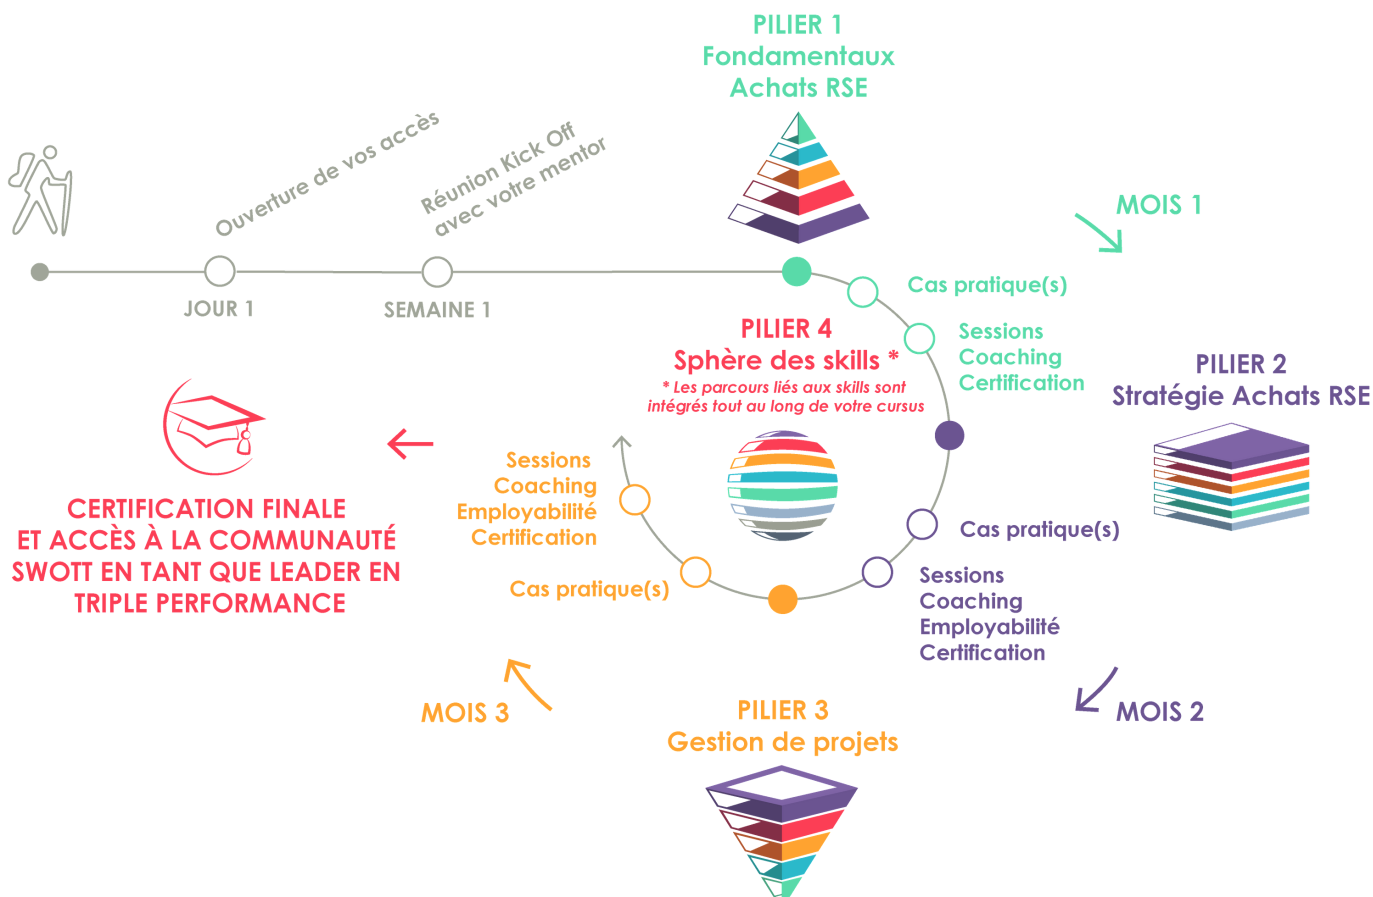 PILIER 1
Fondamentaux
Achats RSE
Ouverture de vos accès
Réunion Kick Off
avec votre mentor
JOUR 1
SEMAINE 1
MOIS 1
Cas pratique(s)
Sessions
Coaching
Certification
PILIER 2
Stratégie Achats RSE
Cas pratique(s)
Sessions
Coaching
Employabilité
Certification
MOIS 2
PILIER 3
Gestion de projets
MOIS 3
Cas pratique(s)
Sessions
Coaching
Employabilité
Certification
PILIER 4
Sphère des skills *
* Les parcours liés aux skills sont
intégrés tout au long de votre cursus
CERTIFICATION FINALE
ET ACCÈS À LA COMMUNAUTÉ
SWOTT EN TANT QUE LEADER EN
TRIPLE PERFORMANCE